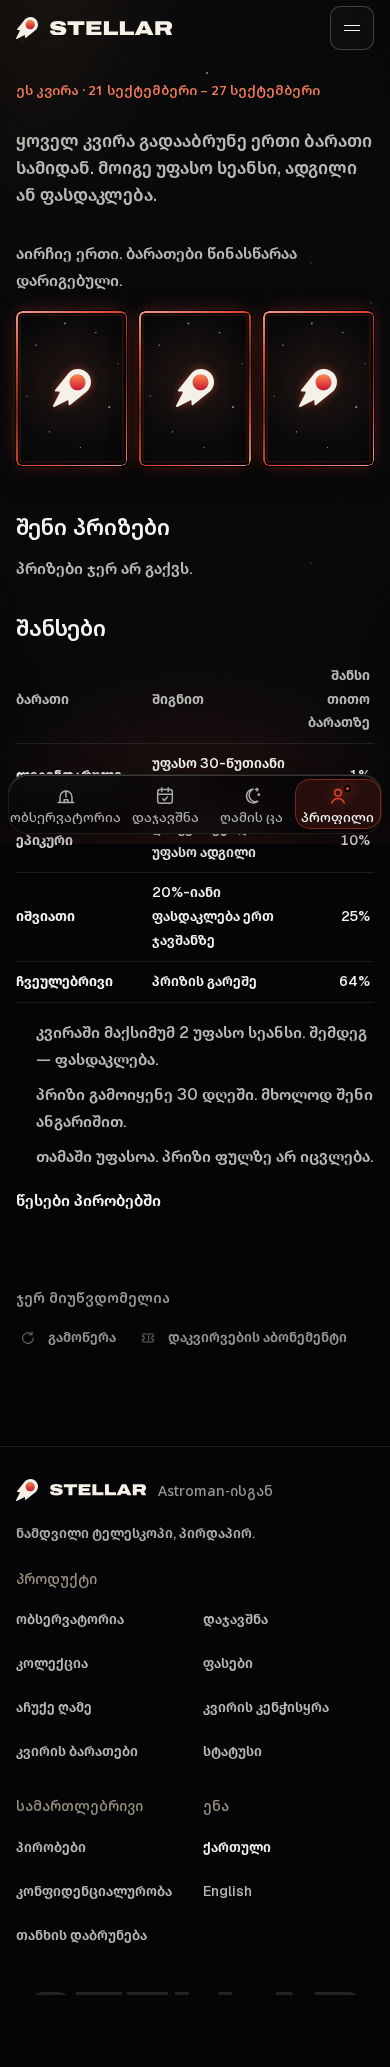 STELLAR
ეს კვირა · 21 სექტემბერი – 27 სექტემბერი
ყოველ კვირა გადააბრუნე ერთი ბარათი
სამიდან. მოიგე უფასო სეანსი, ადგილი
ან ფასდაკლება.
აირჩიე ერთი. ბარათები წინასწარაა
დარიგებული.
შენი პრიზები
პრიზები ჯერ არ გაქვს.
შანსები
ბარათი
შიგნით
შანსი
თითო
ბარათზე
უფასო 30-წუთიანი
1%
ობსერვატორია
დაჯავშნა
ღამის ცა
პროფილი
ეპიკური
უფასო ადგილი
10%
იშვიათი
20%-იანი
ფასდაკლება ერთ
ჯავშანზე
25%
ჩვეულებრივი
პრიზის გარეშე
64%
კვირაში მაქსიმუმ 2 უფასო სეანსი. შემდეგ
— ფასდაკლება.
პრიზი გამოიყენე 30 დღეში. მხოლოდ შენი
ანგარიშით.
თამაში უფასოა. პრიზი ფულზე არ იცვლება.
წესები პირობებში
ჯერ მიუწვდომელია
გამოწერა
დაკვირვების აბონემენტი
STELLAR Astroman-ისგან
ნამდვილი ტელესკოპი, პირდაპირ.
პროდუქტი
ობსერვატორია
დაჯავშნა
კოლექცია
ფასები
აჩუქე ღამე
კვირის კენჭისყრა
კვირის ბარათები
სტატუსი
სამართლებრივი
ენა
პირობები
ქართული
კონფიდენციალურობა
English
თანხის დაბრუნება